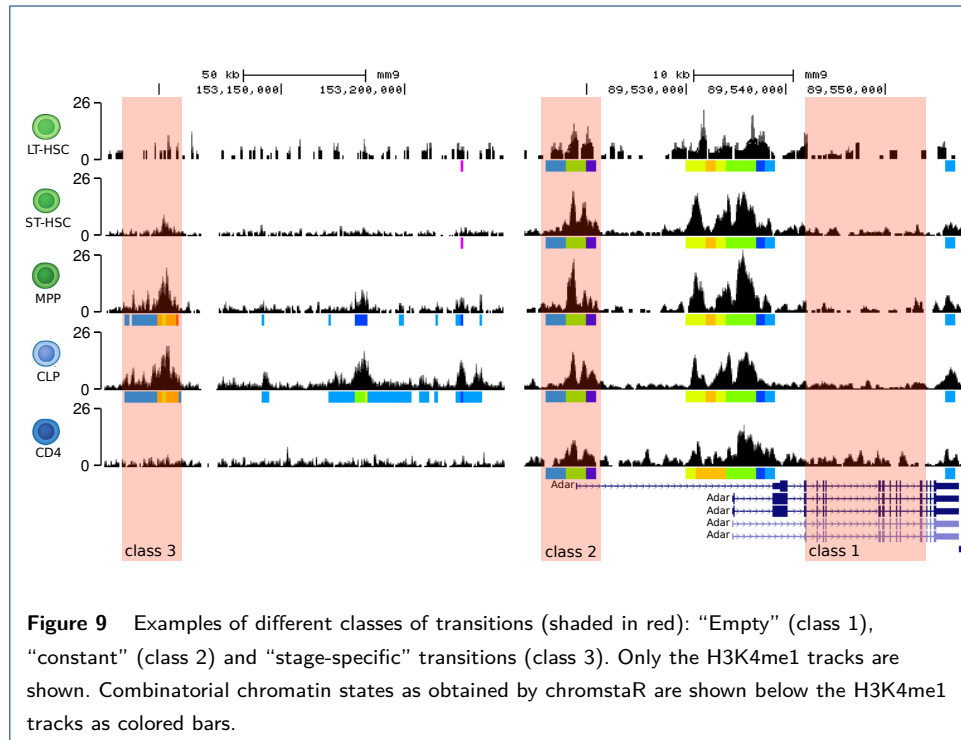 50 kb mm9 10 kb mm9
153,150,000 153,200,000 89,530,000 89,540,000 89,550,000
26
LT-HSC
0
26
ST-HSC
0
26
MPP
0
26
CLP
0
26
CD4
0
Adar
Adar
Adar
Adar
Adar
class 3 class 2 class 1
Figure 9 Examples of different classes of transitions (shaded in red): “Empty” (class 1),
“constant” (class 2) and “stage-specific” transitions (class 3). Only the H3K4me1 tracks are
shown. Combinatorial chromatin states as obtained by chromstaR are shown below the H3K4me1
tracks as colored bars.